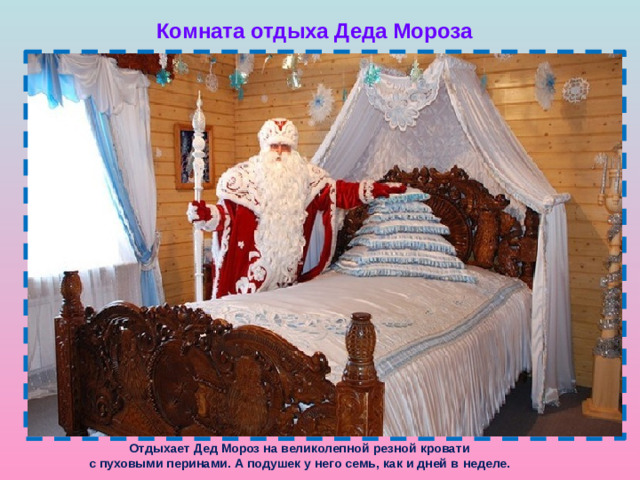 Комната отдыха Деда Мороза
Отдыхает Дед Мороз на великолепной резной кровати
с пуховыми перинами. А подушек у него семь, как и дней в неделе.